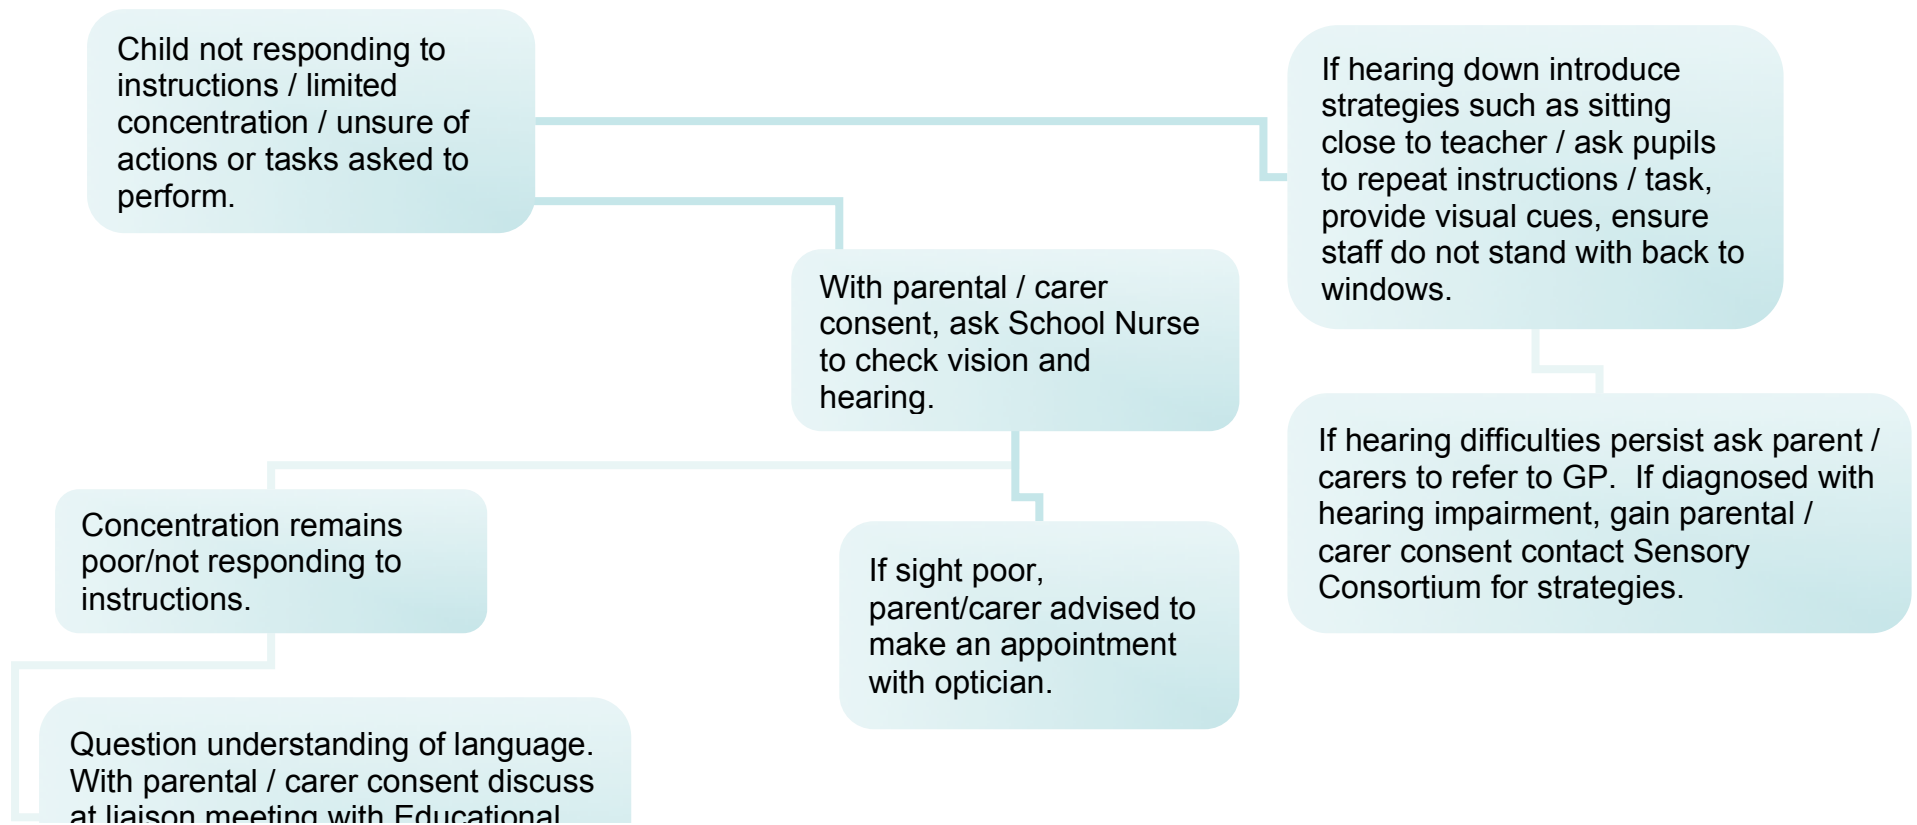 Child not responding to
instructions / limited
concentration / unsure of
actions or tasks asked to
perform.
If hearing down introduce
strategies such as sitting
close to teacher / ask pupils
to repeat instructions / task,
provide visual cues, ensure
staff do not stand with back to
windows.
With parental / carer
consent, ask School Nurse
to check vision and
hearing.
If hearing difficulties persist ask parent /
carers to refer to GP.  If diagnosed with
hearing impairment, gain parental /
carer consent contact Sensory
Consortium for strategies.
Concentration remains
poor/not responding to
instructions.
If sight poor,
parent/carer advised to
make an appointment
with optician.
Question understanding of language.
With parental / carer consent discuss
at liaison meeting with Educational